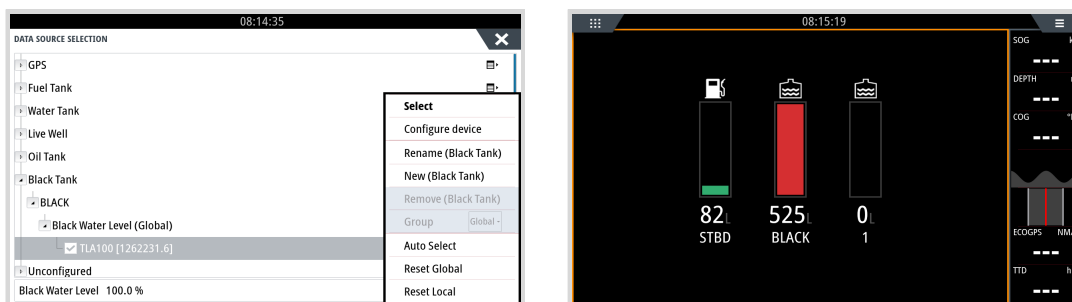 08:14:35
DATA SOURCE SELECTION
GPS
Fuel Tank
Water Tank
Live Well
Oil Tank
Black Tank
BLACK
Black Water Level (Global)
TLA100 [1262231.6]
Unconfigured
Black Water Level 100.0 %
Select
Configure device
Rename (Black Tank)
New (Black Tank)
Remove (Black Tank)
Group Global
Auto Select
Reset Global
Reset Local
08:15:19
82L
STBD
525L
BLACK
0L
1
SOG k
---
DEPTH
---
COG
---
ECOGPS NM
---
TTD h
---